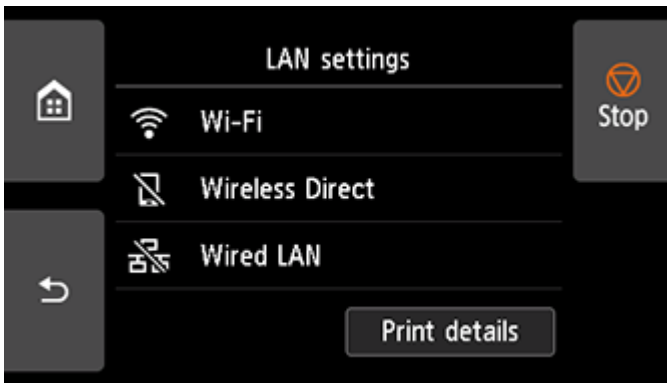 LAN settings
Stop
Wi-Fi
Wireless Direct
Wired LAN
Print details